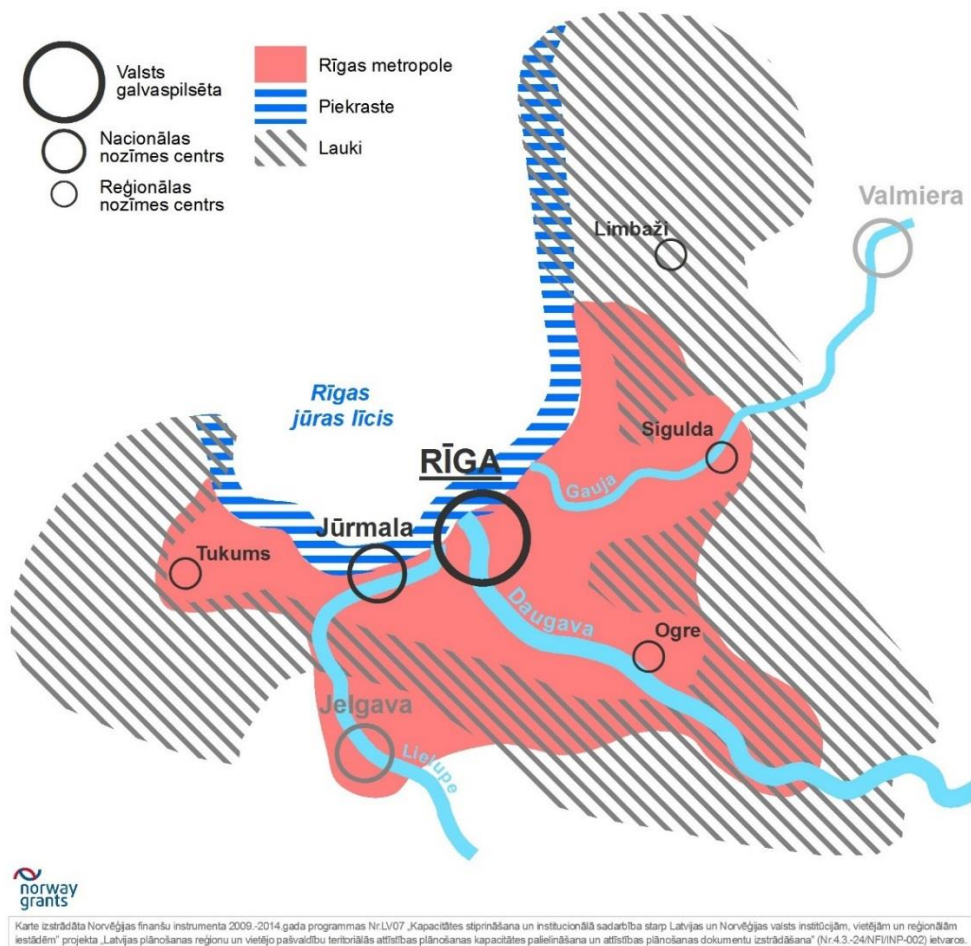 Valsts
galvaspilsēta
Nacionālas
nozīmes centrs
Reģionālas
nozīmes centrs
Rīgas metropole
Piekraste
Lauki
Valmiera
Limbaži
Rīgas
jūras līcis
Sigulda
RĪGA
Gauja
Jūrmala
Tukums
Daugava
Ogre
Jelgava
Lielupe
norway
grants
Karte izstrādāta Norvēģijas finanšu instrumenta 2009.-2014.gada programmas Nr.LV07 „Kapacitātes stiprināšana un institucionālā sadarbība starp Latvijas un Norvēģijas valsts institūcijām, vietējām un reģionālām
iestādēm” projekta „Latvijas plānošanas reģionu un vietējo pašvaldību teritoriālās attīstības plānošanas kapacitātes palielināšana un attīstības plānošanas dokumentu izstrādāšana” (Nr.4.3.-24/NFI/INP-002) ietvaros